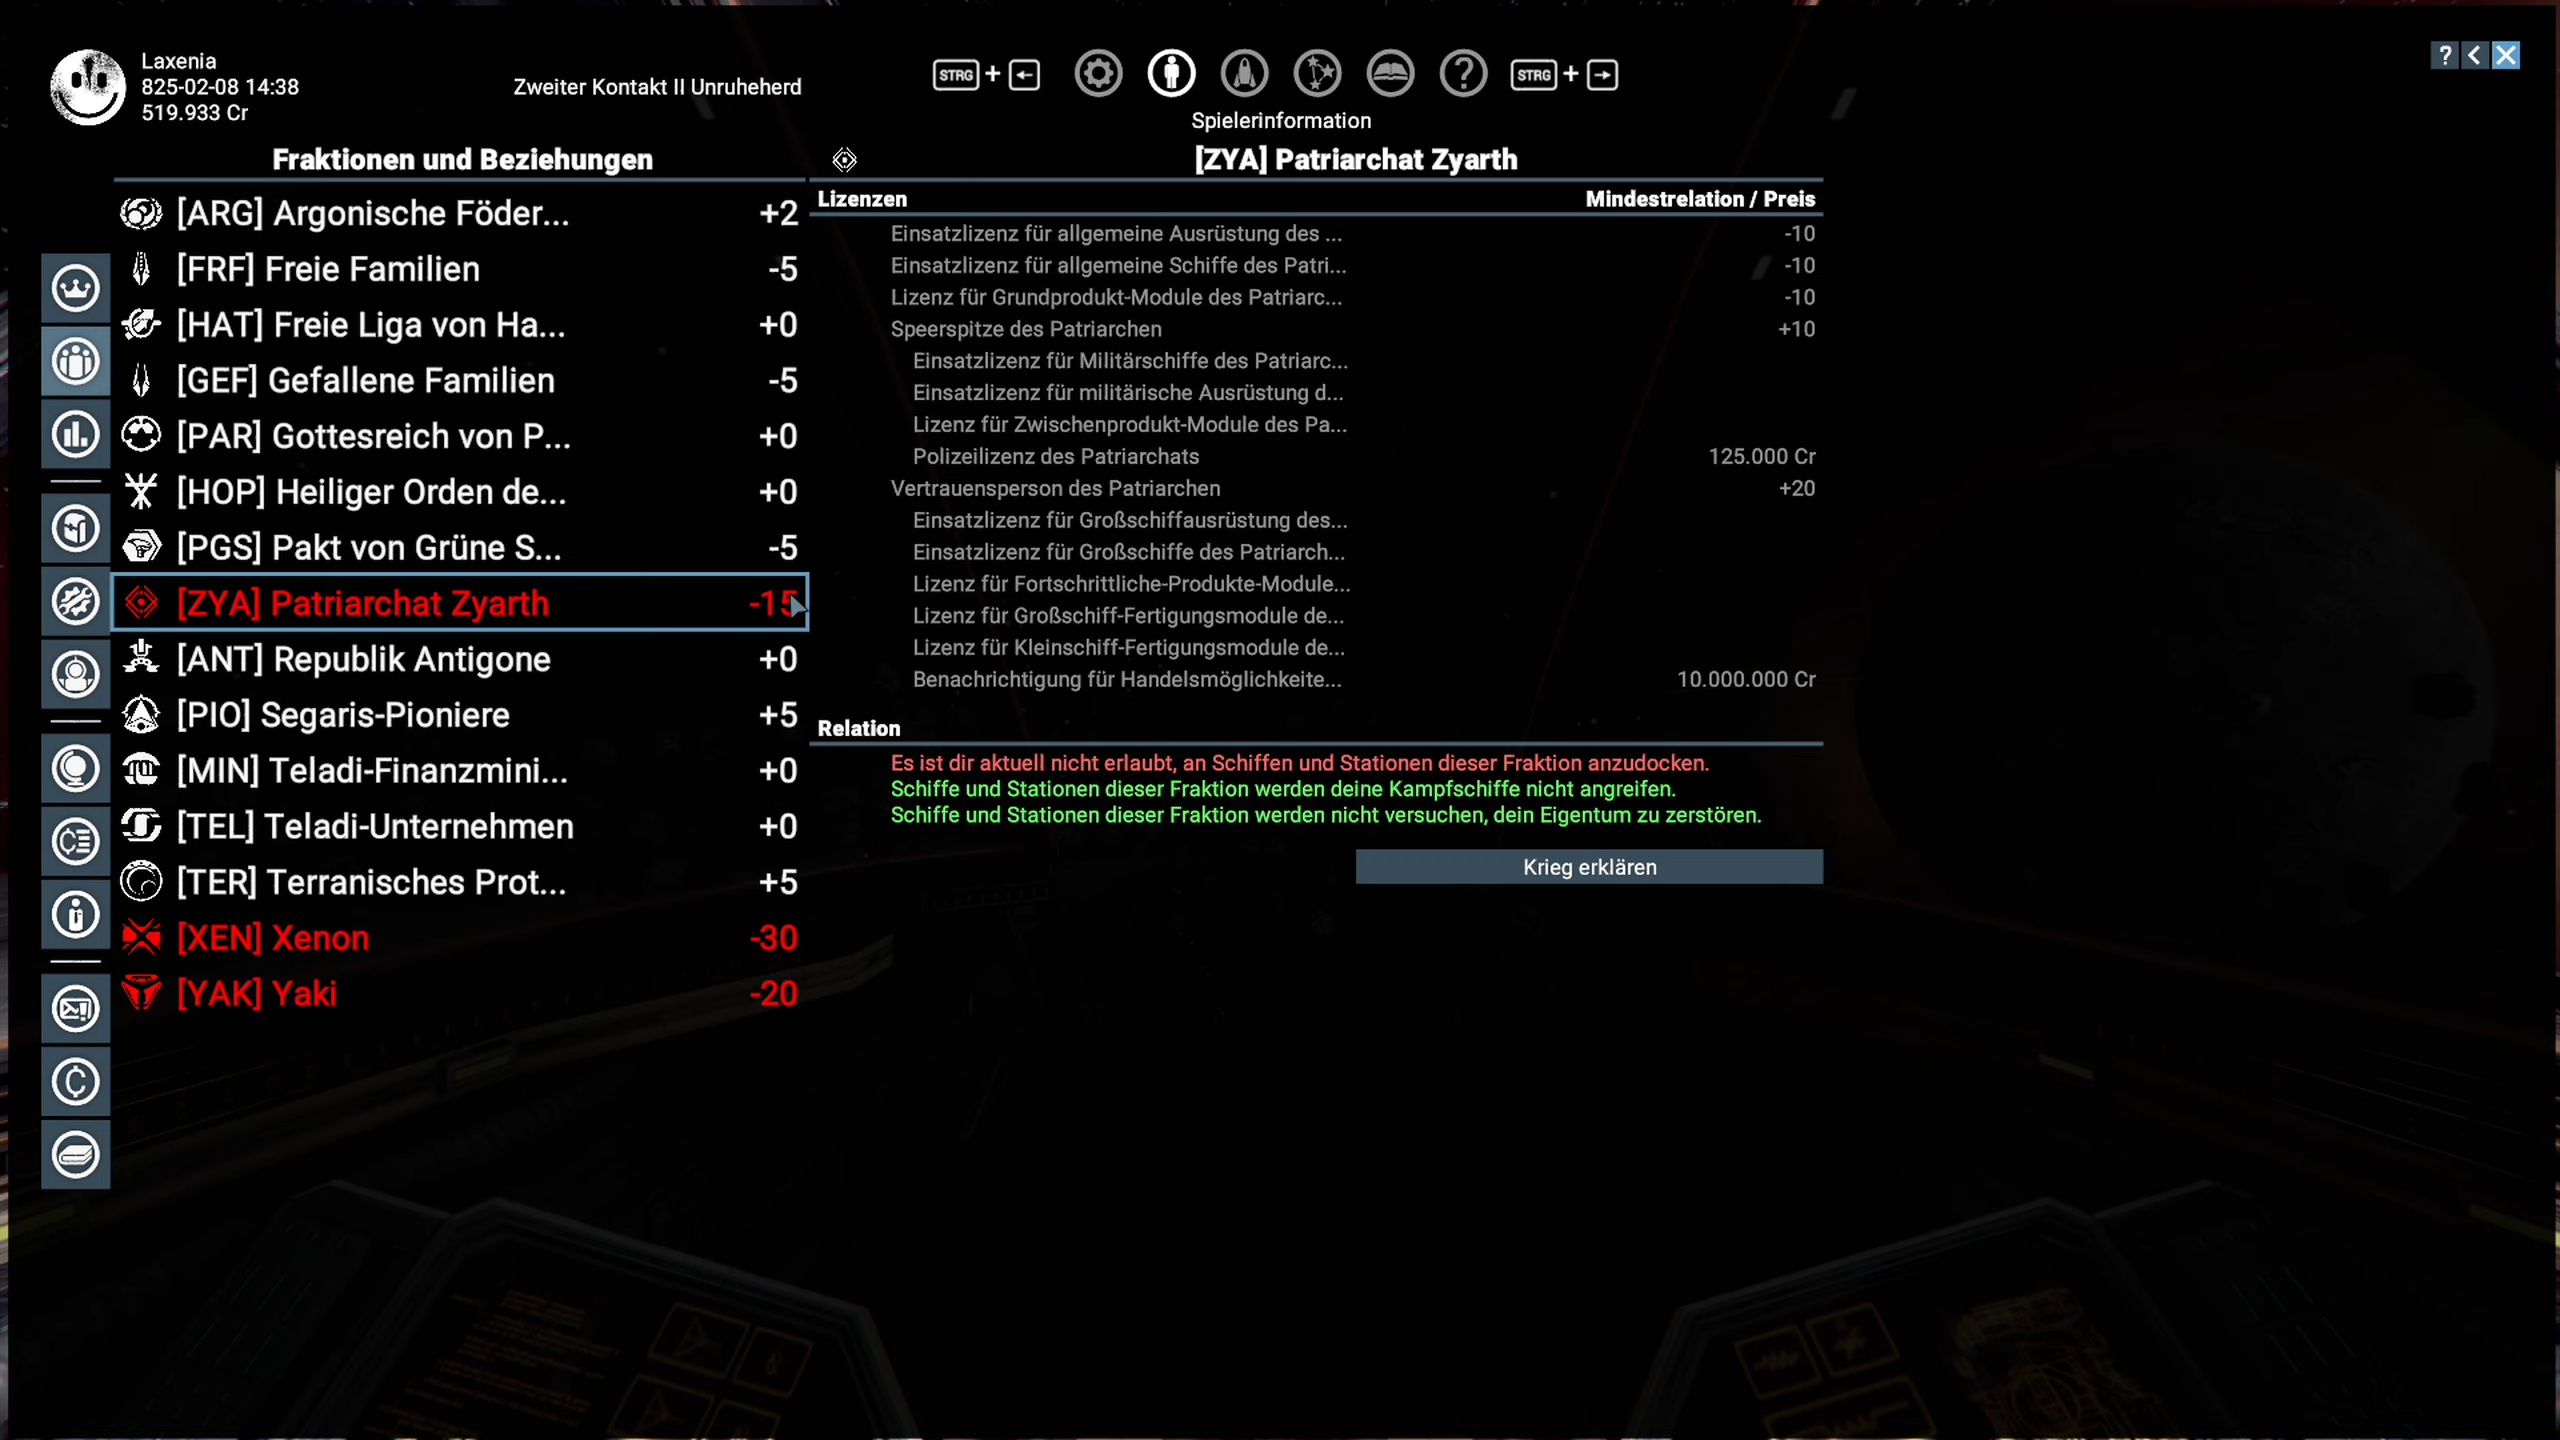 Laxenia
825-02-08 14:38
519.933 Cr
Zweiter Kontakt II Unruheherd
STRG + ←
? STRG + →
Spielerinformation
? < X
Fraktionen und Beziehungen
[ARG] Argonische Föder... +2
[FRF] Freie Familien -5
[HAT] Freie Liga von Ha... +0
[GEF] Gefallene Familien -5
[PAR] Gottesreich von P... +0
[HOP] Heiliger Orden de... +0
[PGS] Pakt von Grüne S... -5
[ZYA] Patriarchat Zyarth -15
[ANT] Republik Antigone +0
[PIO] Segaris-Pioniere +5
[MIN] Teladi-Finanzmini... +0
[TEL] Teladi-Unternehmen +0
[TER] Terranisches Prot... +5
[XEN] Xenon -30
[YAK] Yaki -20
[ZYA] Patriarchat Zyarth
Lizenzen Mindestrelation / Preis
Einsatzlizenz für allgemeine Ausrüstung des ... -10
Einsatzlizenz für allgemeine Schiffe des Patri... -10
Lizenz für Grundprodukt-Module des Patriarc... -10
Speerspitze des Patriarchen +10
Einsatzlizenz für Militärschiffe des Patriarc...
Einsatzlizenz für militärische Ausrüstung d...
Lizenz für Zwischenprodukt-Module des Pa...
Polizeilizenz des Patriarchats 125.000 Cr
Vertrauensperson des Patriarchen +20
Einsatzlizenz für Großschiffausrüstung des...
Einsatzlizenz für Großschiffe des Patriarch...
Lizenz für Fortschrittliche-Produkte-Module...
Lizenz für Großschiff-Fertigungsmodule de...
Lizenz für Kleinschiff-Fertigungsmodule de...
Benachrichtigung für Handelsmöglichkeite... 10.000.000 Cr
Relation
Es ist dir aktuell nicht erlaubt, an Schiffen und Stationen dieser Fraktion anzudocken.
Schiffe und Stationen dieser Fraktion werden deine Kampfschiffe nicht angreifen.
Schiffe und Stationen dieser Fraktion werden nicht versuchen, dein Eigentum zu zerstören.
Krieg erklären